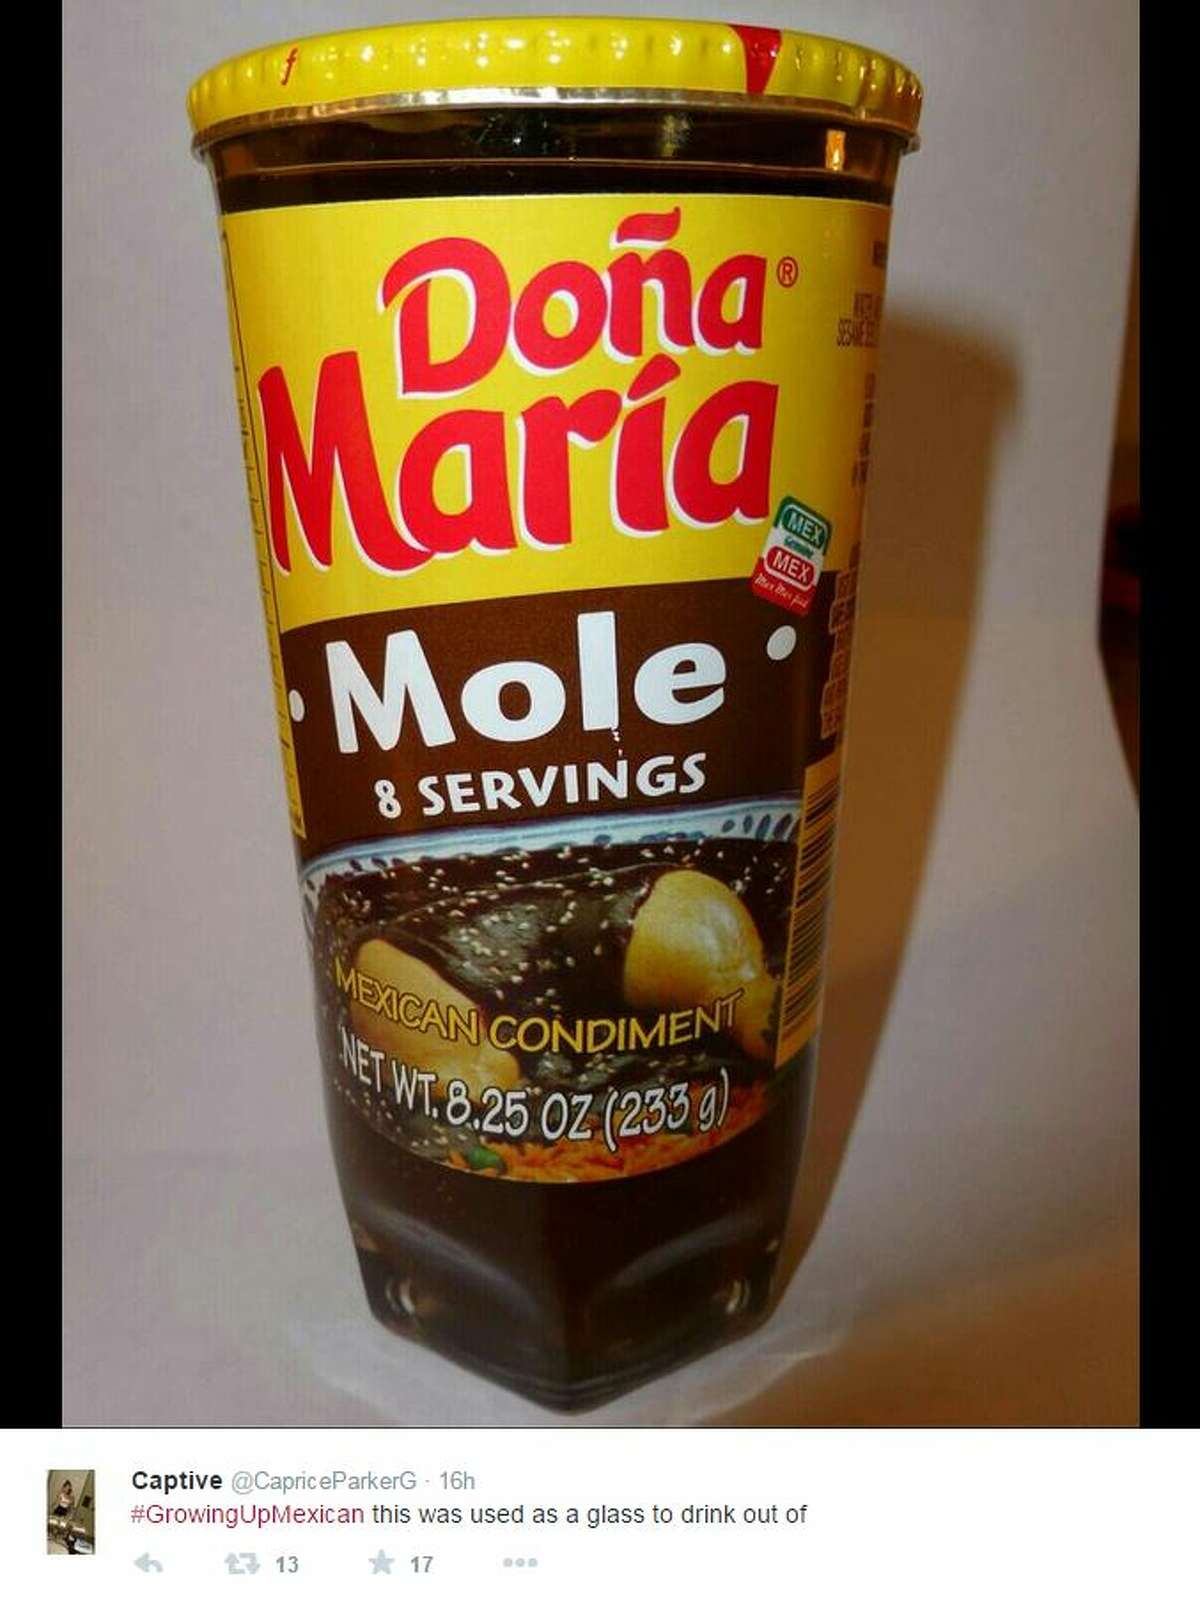 Doña®
María
MEX
Genuine
MEX
Mole
8 SERVINGS
MEXICAN CONDIMENT
NET WT. 8.25 OZ (233 g)
Captive @CapriceParkerG · 16h
#GrowingUpMexican this was used as a glass to drink out of
13 17